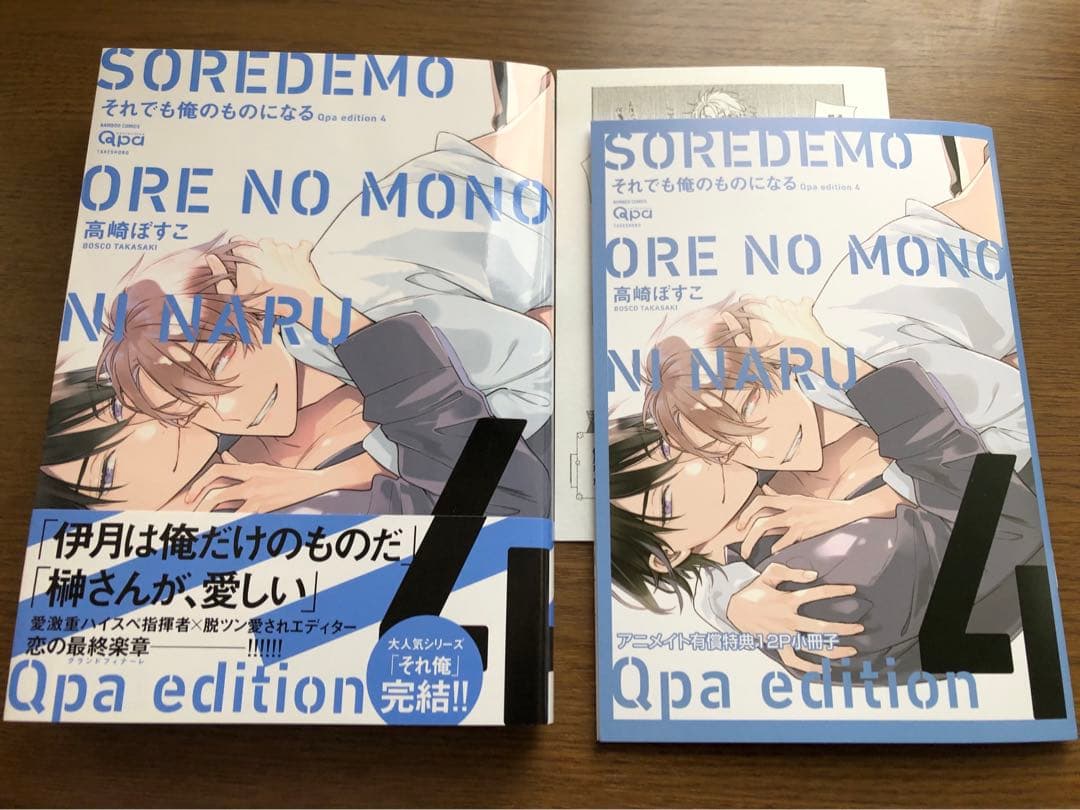 SOREDEMO
それでも俺のものになる Qpa edition 4
BAMBOO COMICS
Qpa
TAKESHOBO
ORE NO MONO
高崎ぼすこ
BOSCO TAKASAKI
NI NARU
4
「伊月は俺だけのものだ」
「榊さんが、愛しい」
愛激重ハイスペ指揮者×脱ツン愛されエディター
恋の最終楽章────!!!!!!
グランドフィナーレ
大人気シリーズ
「それ俺」
完結!!
Qpa edition
SOREDEMO
それでも俺のものになる Qpa edition 4
BAMBOO COMICS
Qpa
TAKESHOBO
ORE NO MONO
高崎ぼすこ
BOSCO TAKASAKI
NI NARU
4
アニメイト有償特典12P小冊子
Qpa edition